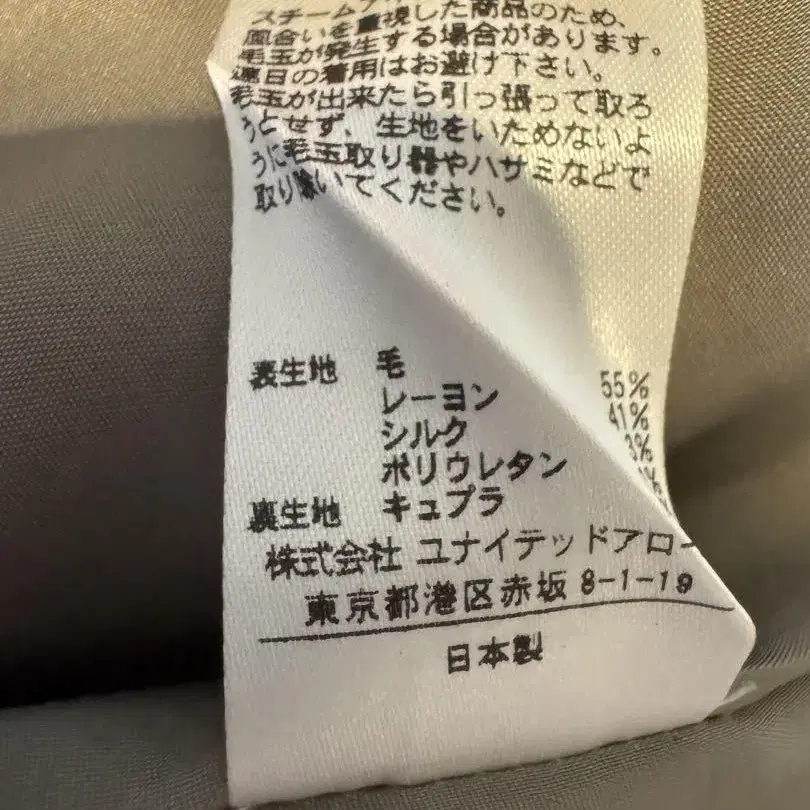 スチーム
風合いを重視した商品のため、
毛玉が発生する場合があります。
連日の着用はお避け下さい。
毛玉が出来たら引っ張って取ろ
うとせず、生地をいためないよ
うに毛玉取り器やハサミなどで
取り除いてください。
表生地 毛 55%
レーヨン 41%
シルク 3%
ポリウレタン %
裏生地 キュプラ
株式会社 ユナイテッドアロー
東京都港区赤坂 8-1-19
日本製